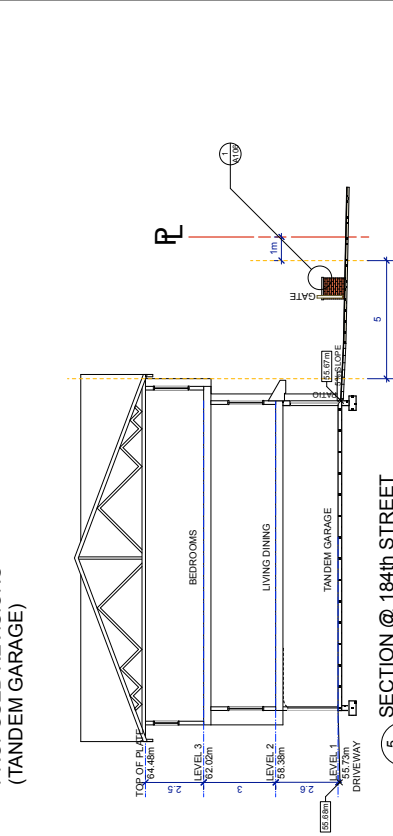 (TANDEM GARAGE)
TOP OF PLATE
64.48m
LEVEL 3
62.02m
LEVEL 2
58.38m
LEVEL 1
55.73m
DRIVEWAY
55.68m
2.5
3
2.6
BEDROOMS
LIVING DINING
TANDEM GARAGE
PATIO
5% SLOPE
55.67m
GATE
1m
5
PL
1
A106
5
SECTION @ 184th STREET